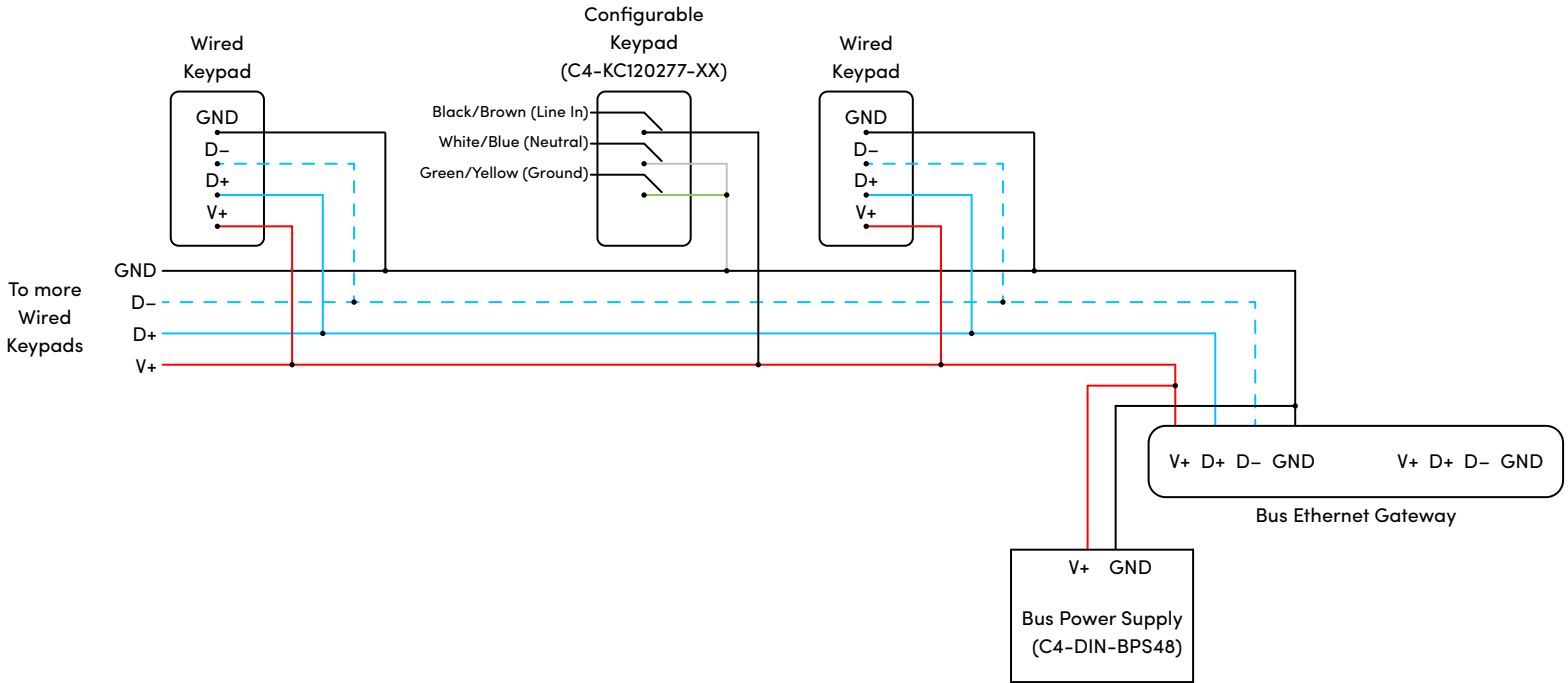 Configurable
Keypad
(C4-KC120277-XX)
Wired
Keypad
Wired
Keypad
GND
D–
D+
V+
Black/Brown (Line In)
White/Blue (Neutral)
Green/Yellow (Ground)
GND
D–
D+
V+
To more
Wired
Keypads
GND
D–
D+
V+
V+ D+ D– GND
V+ D+ D– GND
Bus Ethernet Gateway
V+ GND
Bus Power Supply
(C4-DIN-BPS48)